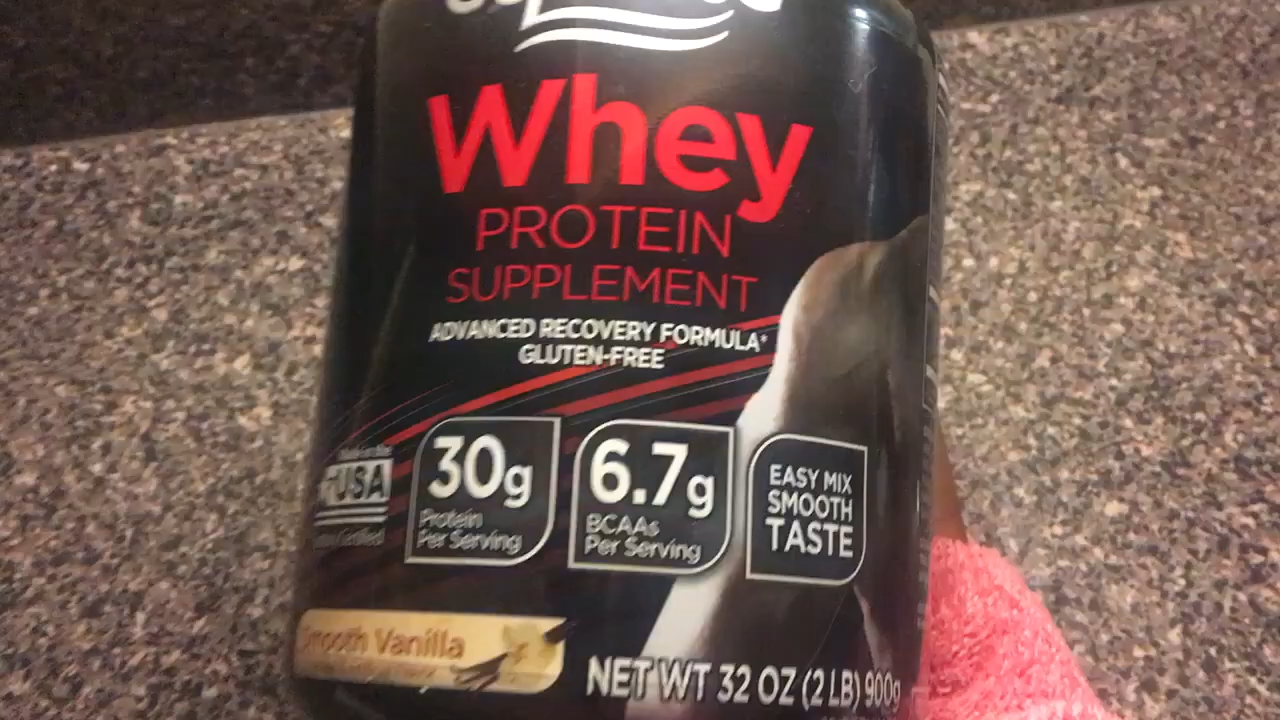 Whey
PROTEIN
SUPPLEMENT
ADVANCED RECOVERY FORMULA*
GLUTEN-FREE
USA
Certified
30g
Protein
Per Serving
6.7g
BCAAs
Per Serving
EASY MIX
SMOOTH
TASTE
Smooth Vanilla
NET WT 32 OZ (2 LB) 900g